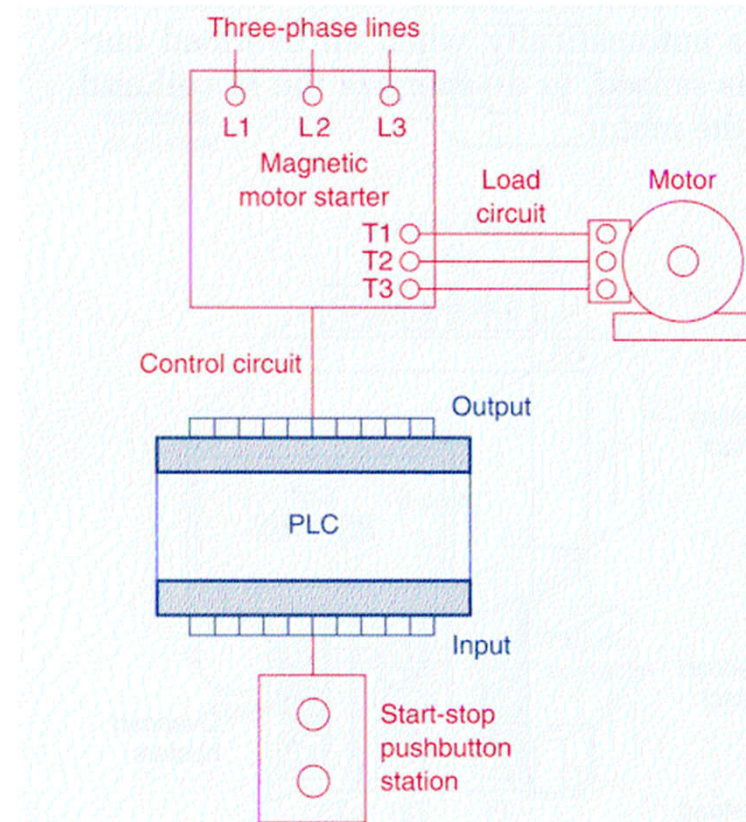 Three-phase lines
L1 L2 L3
Magnetic
motor starter
T1
T2
T3
Load
circuit
Motor
Control circuit
Output
PLC
Input
Start-stop
pushbutton
station